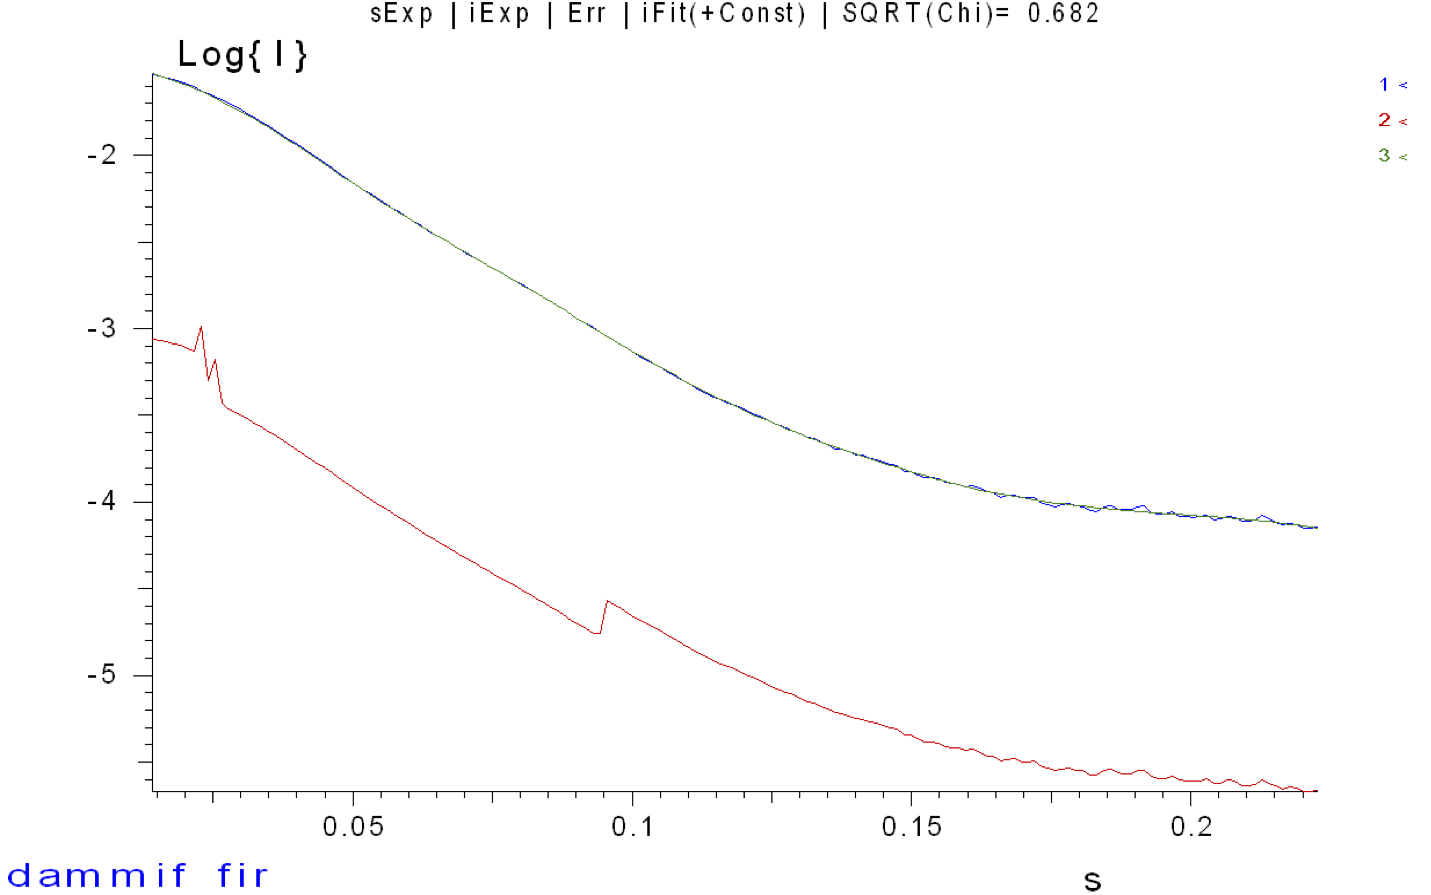 sExp | iExp | Err | iFit(+Const) | SQRT(Chi)= 0.682
Log{ I }
1 <
2 <
3 <
-2
-3
-4
-5
0.05 0.1 0.15 0.2
dammif fir s